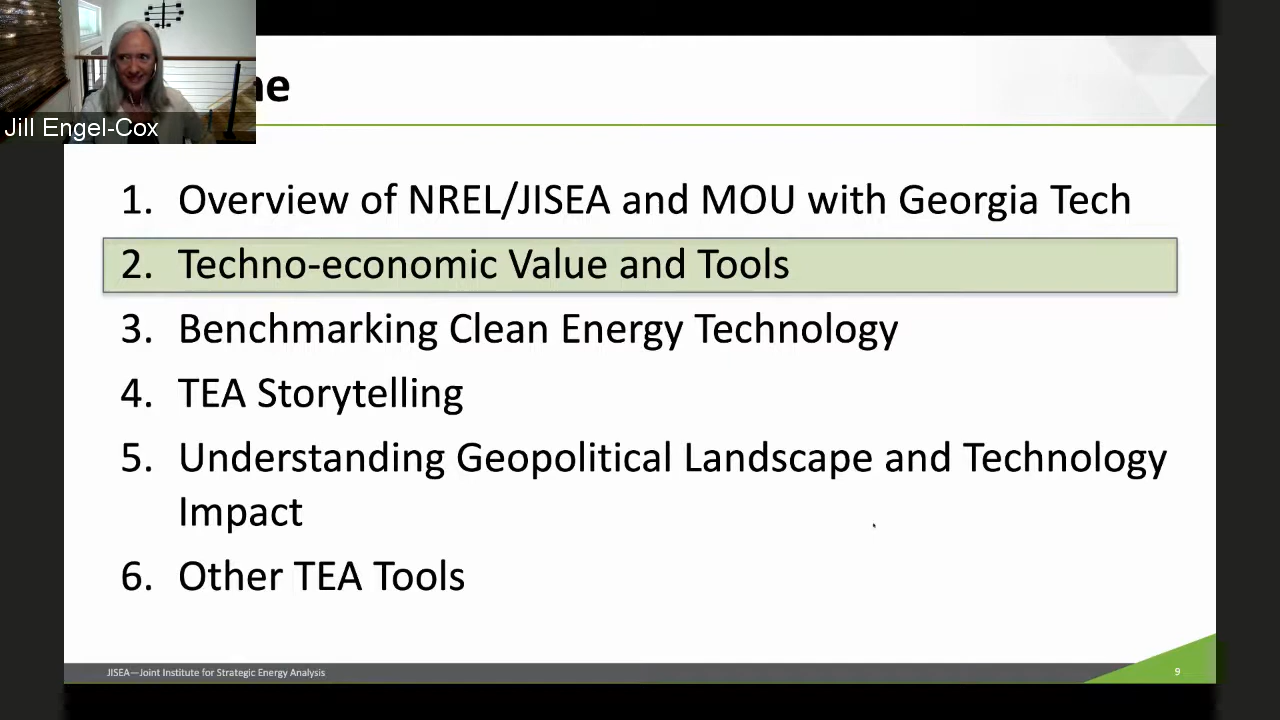 Jill Engel-Cox
1. Overview of NREL/JISEA and MOU with Georgia Tech
2. Techno-economic Value and Tools
3. Benchmarking Clean Energy Technology
4. TEA Storytelling
5. Understanding Geopolitical Landscape and Technology
Impact
6. Other TEA Tools
JISEA—Joint Institute for Strategic Energy Analysis
9